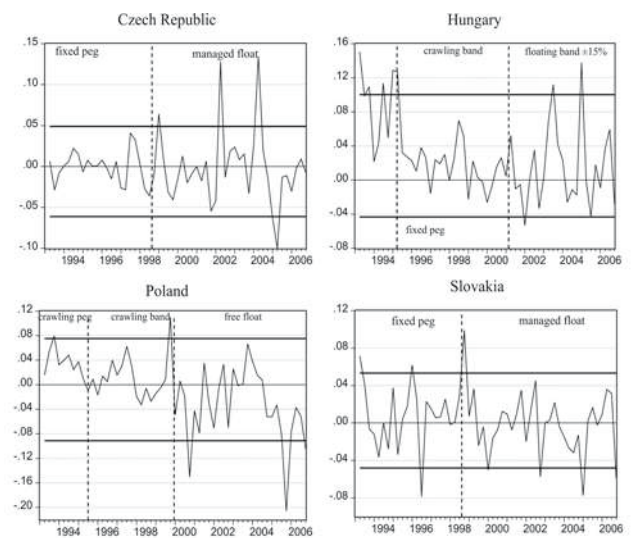 Czech Republic
fixed peg
managed float
.15
.10
.05
.00
-.05
-.10
1994 1996 1998 2000 2002 2004 2006
Hungary
crawling band
floating band ±15%
fixed peg
.16
.12
.08
.04
.00
-.04
-.08
1994 1996 1998 2000 2002 2004 2006
Poland
crawling peg
crawling band
free float
.12
.08
.04
.00
-.04
-.08
-.12
-.16
-.20
1994 1996 1998 2000 2002 2004 2006
Slovakia
fixed peg
managed float
.12
.08
.04
.00
-.04
-.08
1994 1996 1998 2000 2002 2004 2006